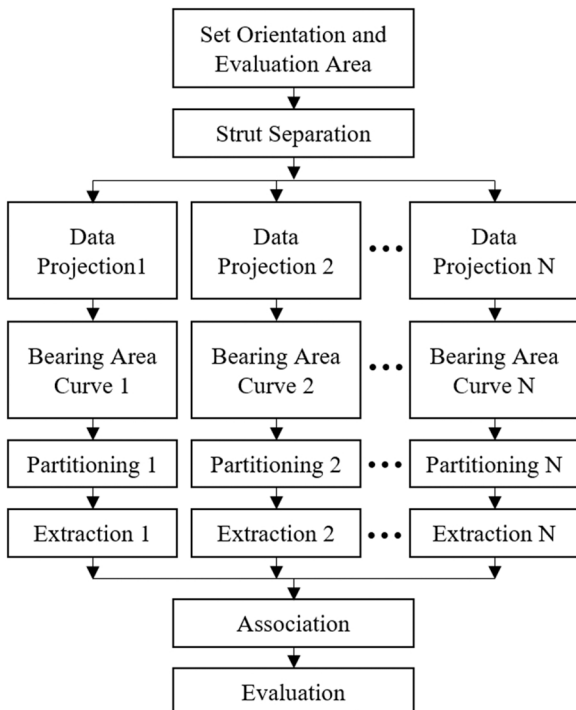 Set Orientation and
Evaluation Area
Strut Separation
Data
Projection1
Data
Projection 2
•••
Data
Projection N
Bearing Area
Curve 1
Bearing Area
Curve 2
•••
Bearing Area
Curve N
Partitioning 1
Partitioning 2
•••
Partitioning N
Extraction 1
Extraction 2
•••
Extraction N
Association
Evaluation